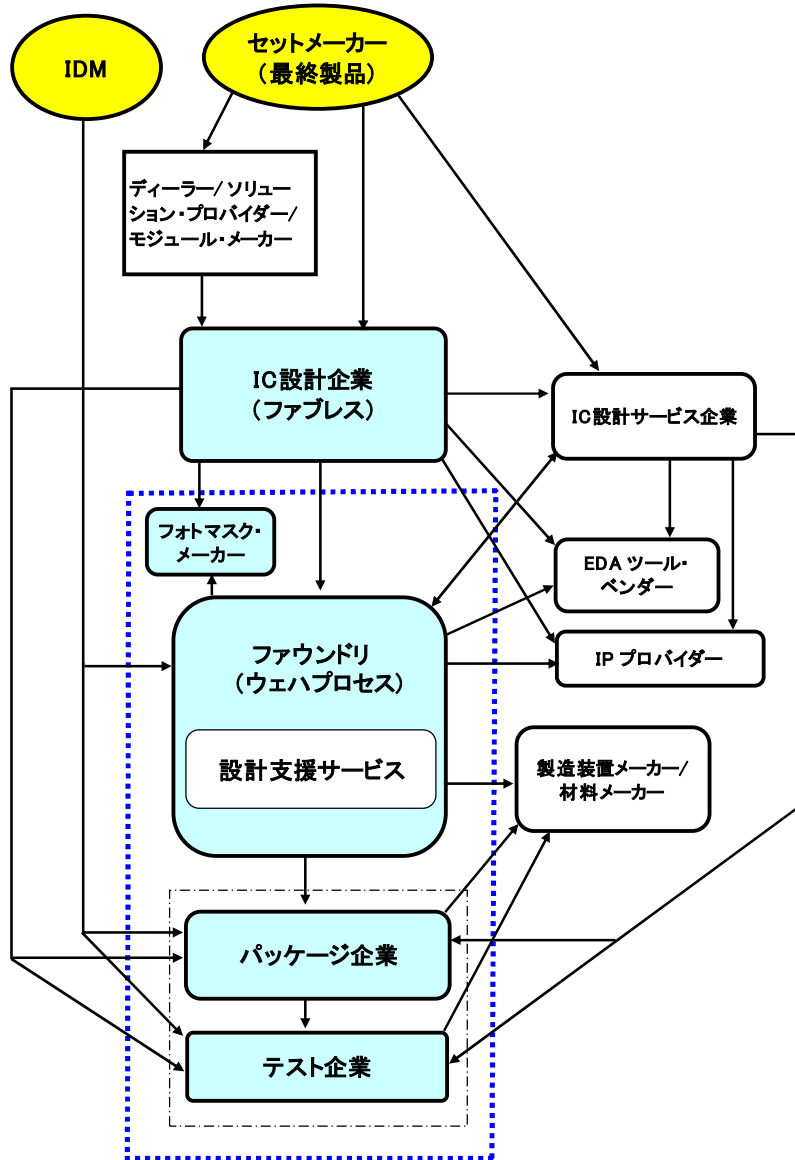 IDM
セットメーカー
（最終製品）
ディーラー/ソリュー
ション・プロバイダー/
モジュール・メーカー
IC設計企業
（ファブレス）
IC設計サービス企業
フォトマスク・
メーカー
EDA ツール・
ベンダー
ファウンドリ
（ウェハプロセス）
IP プロバイダー
設計支援サービス
製造装置メーカー/
材料メーカー
パッケージ企業
テスト企業